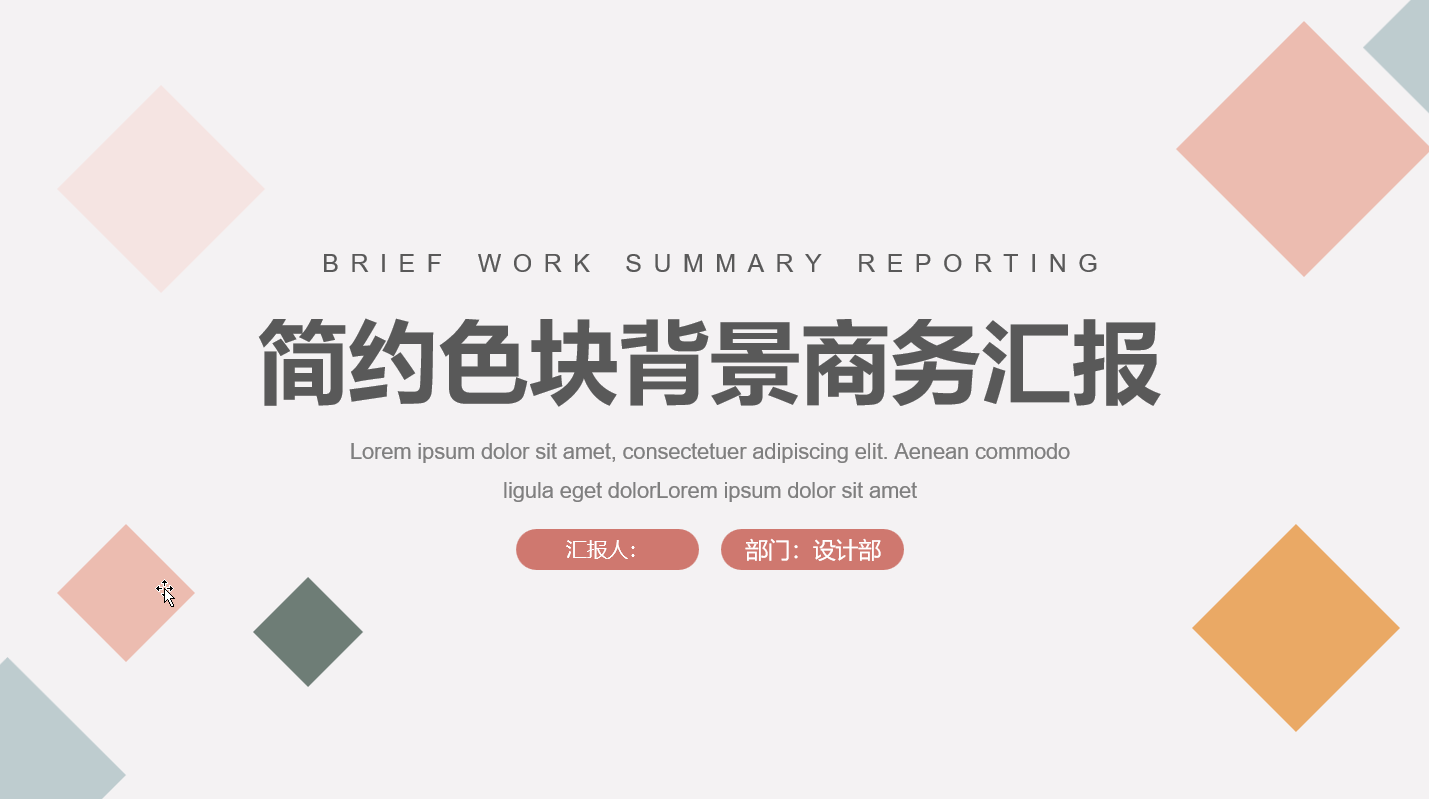 BRIEF WORK SUMMARY REPORTING
简约色块背景商务汇报
Lorem ipsum dolor sit amet, consectetuer adipiscing elit. Aenean commodo
ligula eget dolorLorem ipsum dolor sit amet
汇报人：
部门：设计部